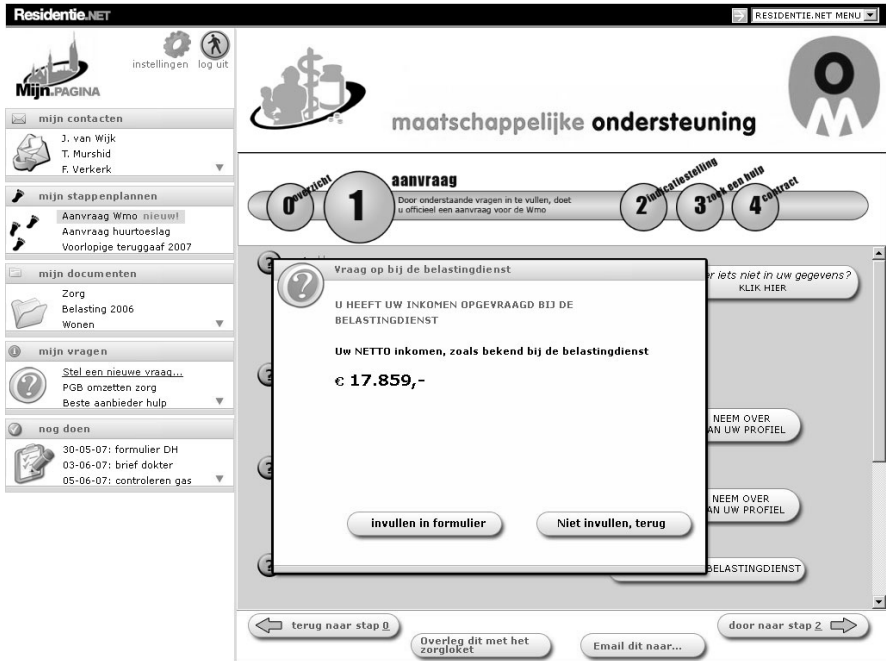 Residentie.NET
RESIDENTIE.NET MENU
instellingen log uit
Mijn.PAGINA
mijn contacten
J. van Wijk
T. Murshid
F. Verkerk
mijn stappenplannen
Aanvraag Wmo nieuw!
Aanvraag huurtoeslag
Voorlopige teruggaaf 2007
mijn documenten
Zorg
Belasting 2006
Wonen
mijn vragen
Stel een nieuwe vraag...
PGB omzetten zorg
Beste aanbieder hulp
nog doen
30-05-07: formulier DH
03-06-07: brief dokter
05-06-07: controleren gas
maatschappelijke ondersteuning
OM
0 overzicht
1 aanvraag
Door onderstaande vragen in te vullen, doet
u officieel een aanvraag voor de Wmo
2 indicatiestelling
3 zoek een hulp
4 contract
iets niet in uw gegevens?
KLIK HIER
Vraag op bij de belastingdienst
U HEEFT UW INKOMEN OPGEVRAAGD BIJ DE
BELASTINGDIENST
Uw NETTO inkomen, zoals bekend bij de belastingdienst
€ 17.859,-
invullen in formulier
Niet invullen, terug
NEEM OVER
UW PROFIEL
NEEM OVER
UW PROFIEL
BELASTINGDIENST
terug naar stap 0
Overleg dit met het
zorgloket
Email dit naar...
door naar stap 2